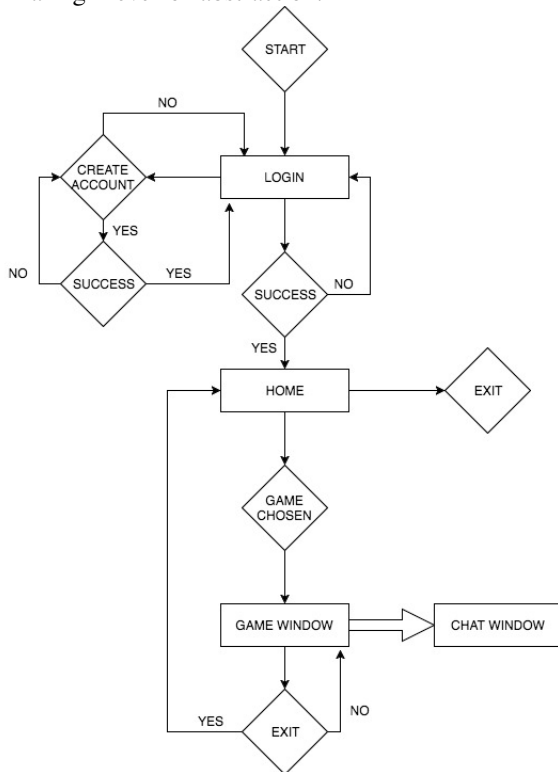 START
NO
CREATE
ACCOUNT
LOGIN
YES
NO
SUCCESS
YES
SUCCESS
NO
YES
HOME
EXIT
GAME
CHOSEN
GAME WINDOW
CHAT WINDOW
YES
EXIT
NO